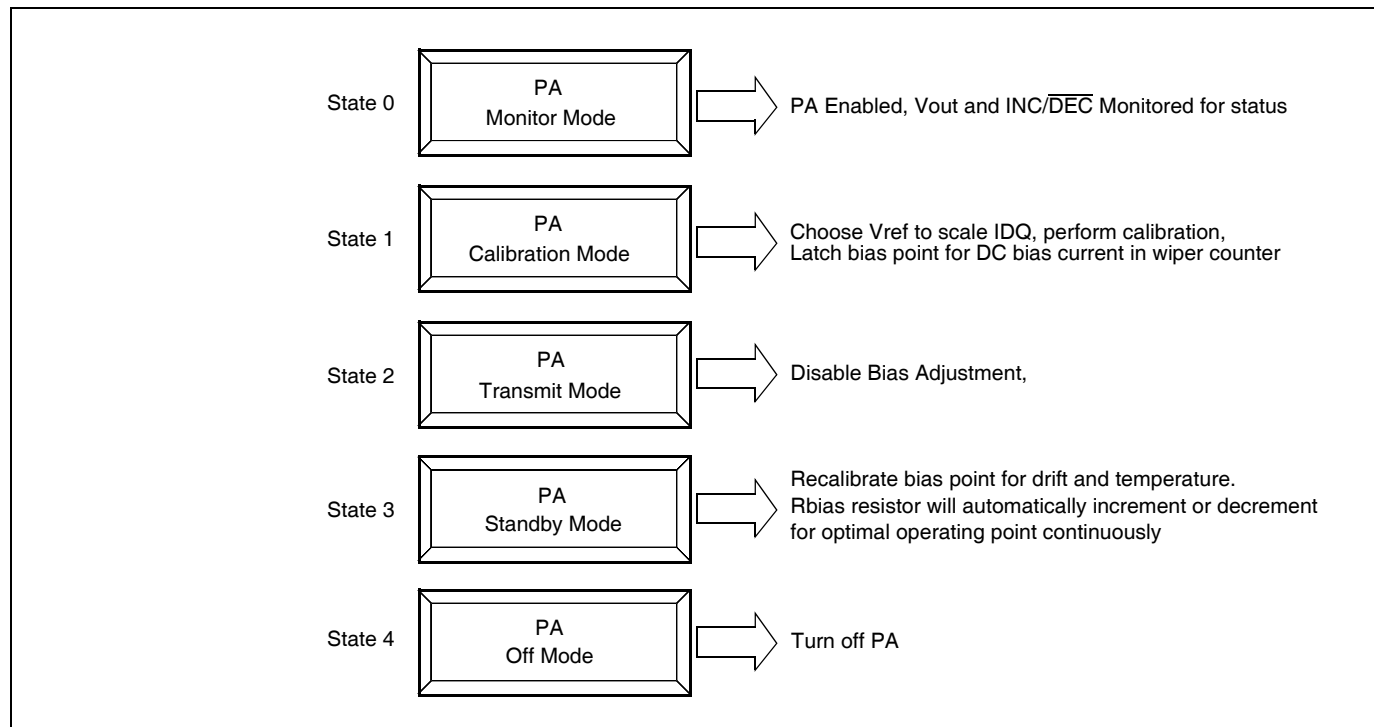 State 0
PA
Monitor Mode
PA Enabled, Vout and INC/D̅E̅C̅ Monitored for status
State 1
PA
Calibration Mode
Choose Vref to scale IDQ, perform calibration,
Latch bias point for DC bias current in wiper counter
State 2
PA
Transmit Mode
Disable Bias Adjustment,
State 3
PA
Standby Mode
Recalibrate bias point for drift and temperature.
Rbias resistor will automatically increment or decrement
for optimal operating point continuously
State 4
PA
Off Mode
Turn off PA